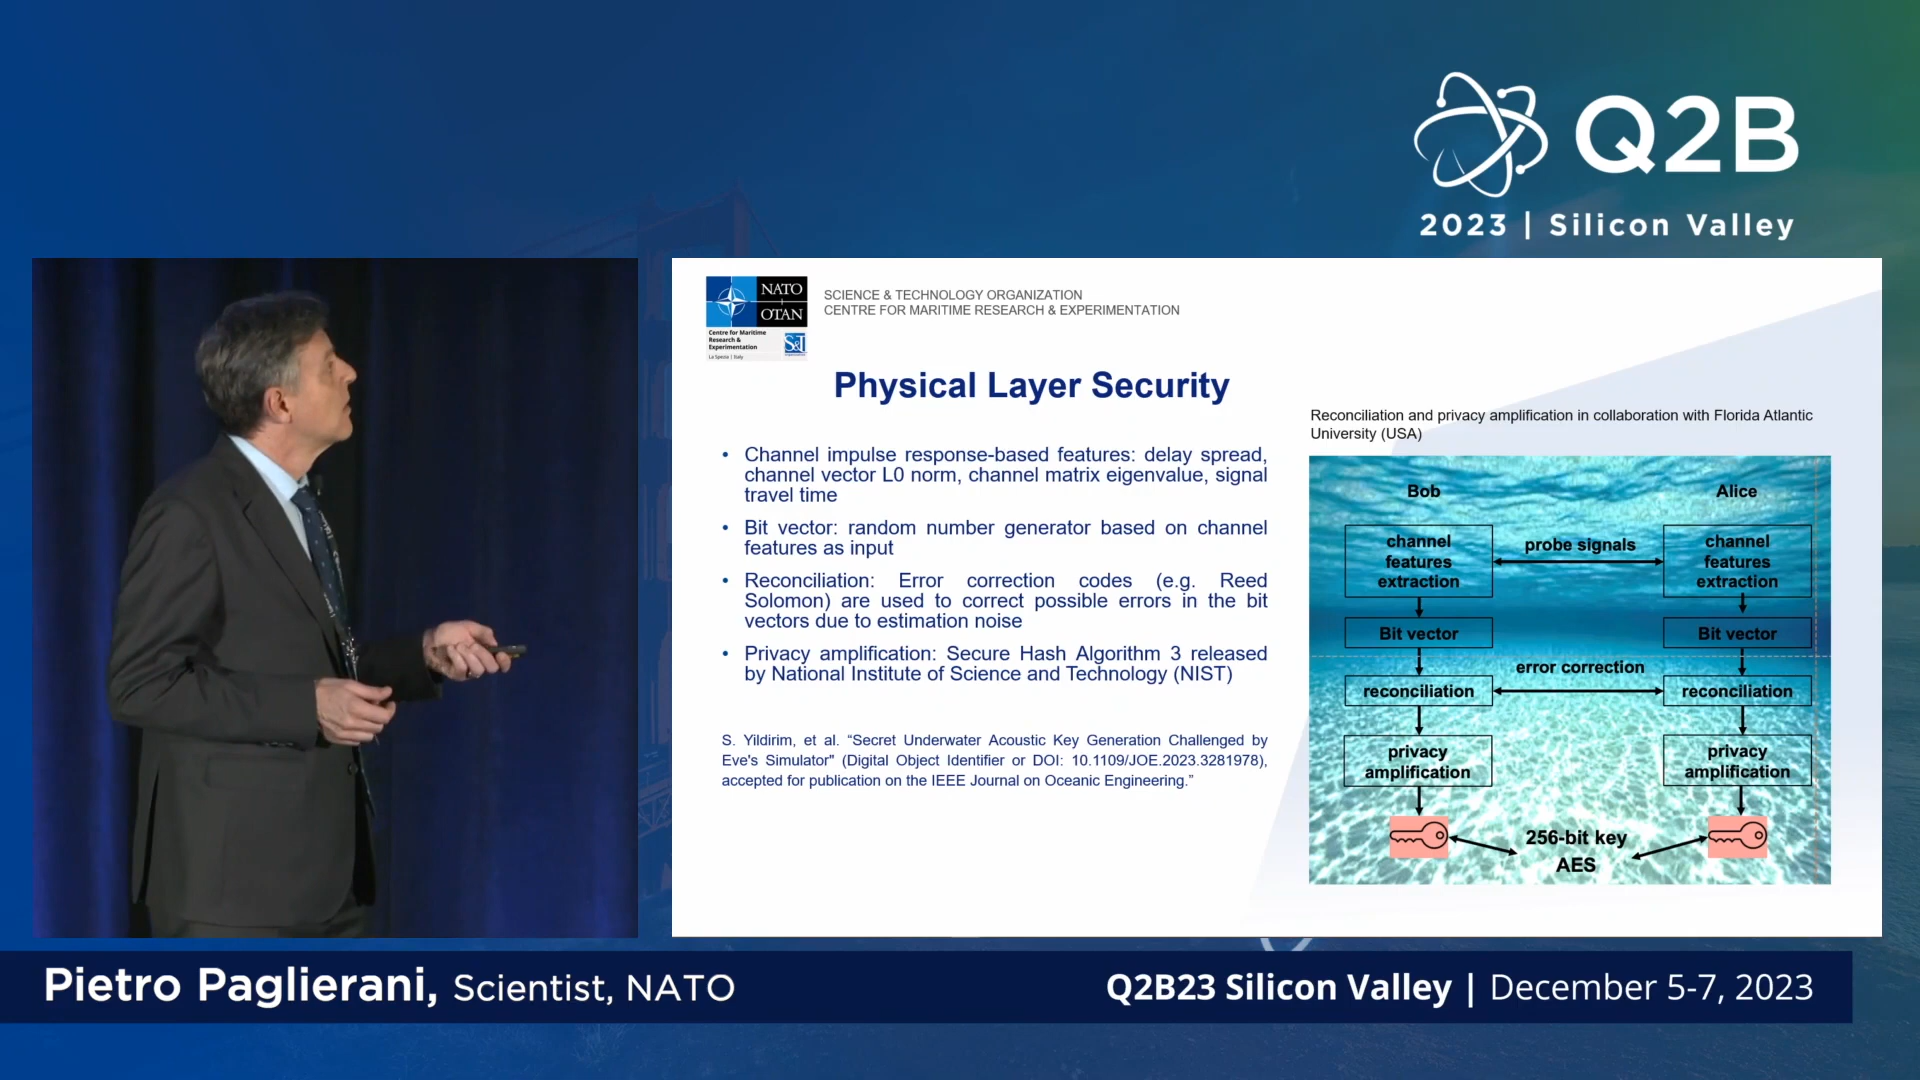 Q2B
2023 | Silicon Valley
NATO
+
OTAN
Centre for Maritime
Research &
Experimentation
La Spezia | Italy
S&T
SCIENCE & TECHNOLOGY ORGANIZATION
CENTRE FOR MARITIME RESEARCH & EXPERIMENTATION
Physical Layer Security
• Channel impulse response-based features: delay spread,
channel vector L0 norm, channel matrix eigenvalue, signal
travel time
• Bit vector: random number generator based on channel
features as input
• Reconciliation: Error correction codes (e.g. Reed
Solomon) are used to correct possible errors in the bit
vectors due to estimation noise
• Privacy amplification: Secure Hash Algorithm 3 released
by National Institute of Science and Technology (NIST)
S. Yildirim, et al. “Secret Underwater Acoustic Key Generation Challenged by
Eve's Simulator" (Digital Object Identifier or DOI: 10.1109/JOE.2023.3281978),
accepted for publication on the IEEE Journal on Oceanic Engineering.”
Reconciliation and privacy amplification in collaboration with Florida Atlantic
University (USA)
Bob
Alice
channel
features
extraction
probe signals
channel
features
extraction
Bit vector
Bit vector
error correction
reconciliation
reconciliation
privacy
amplification
privacy
amplification
256-bit key
AES
Pietro Paglierani, Scientist, NATO
Q2B23 Silicon Valley | December 5-7, 2023